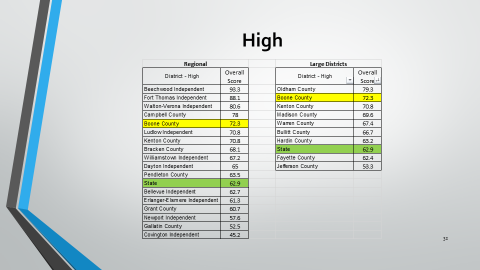 High
Regional
District - High Overall Score
Beechwood Independent 93.3
Fort Thomas Independent 88.1
Walton-Verona Independent 80.6
Campbell County 78
Boone County 72.3
Ludlow Independent 70.8
Kenton County 70.8
Bracken County 68.1
Williamstown Independent 67.2
Dayton Independent 65
Pendleton County 63.5
State 62.9
Bellevue Independent 62.7
Erlanger-Elsmere Independent 61.3
Grant County 60.7
Newport Independent 57.6
Gallatin County 52.5
Covington Independent 45.2
Large Districts
District - High Overall Score
Oldham County 79.3
Boone County 72.3
Kenton County 70.8
Madison County 69.6
Warren County 67.4
Bullitt County 66.7
Hardin County 63.2
State 62.9
Fayette County 62.4
Jefferson County 53.3